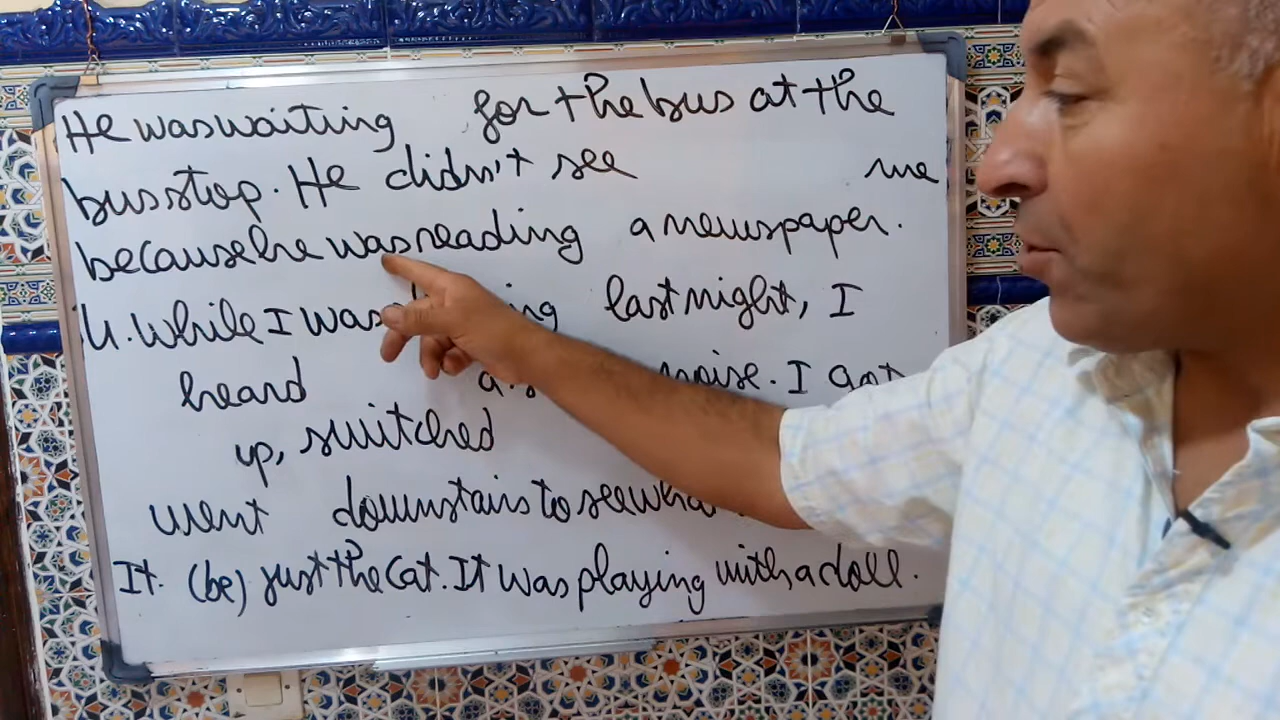 He was waiting for the bus at the
bus stop. He didn't see me
because he was reading a newspaper.
U. While I was last night, I
heard noise. I got
up, switched
went downstairs to see
It. (be) just the cat. It was playing with a doll.